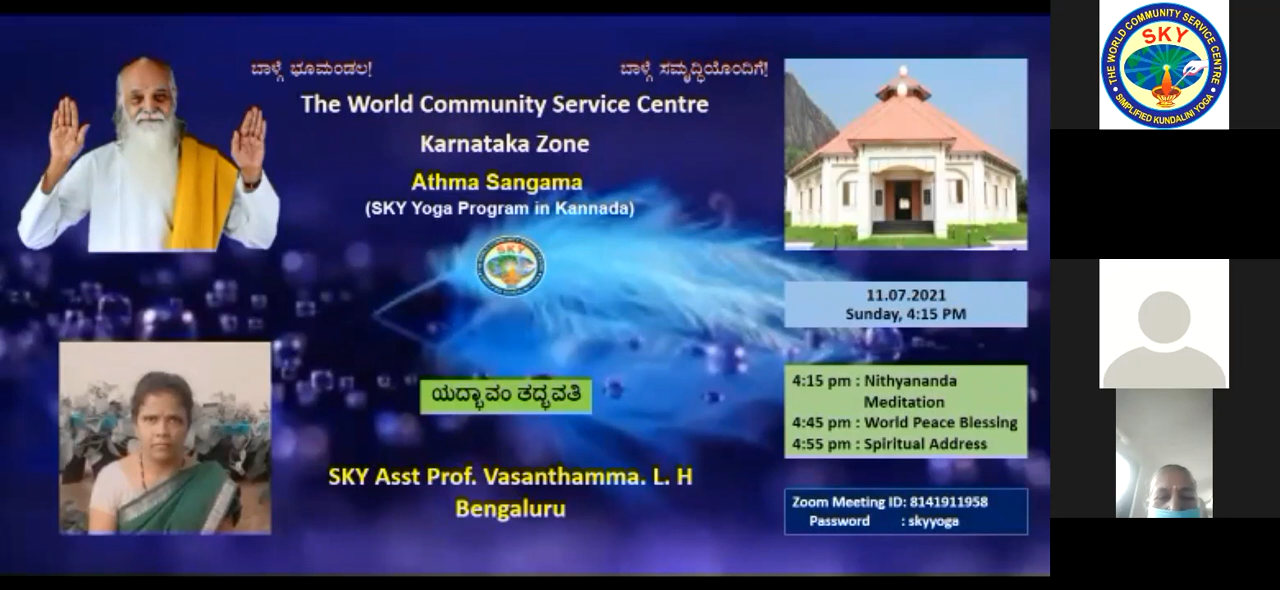 ಬಾಳ್ಗೆ ಭೂಮಂಡಲ!
ಬಾಳ್ಗೆ ಸಮೃದ್ಧಿಯೊಂದಿಗೆ!
The World Community Service Centre
Karnataka Zone
Athma Sangama
(SKY Yoga Program in Kannada)
SKY
ಯದ್ಭಾವಂ ತದ್ಭವತಿ
SKY Asst Prof. Vasanthamma. L. H
Bengaluru
11.07.2021
Sunday, 4:15 PM
4:15 pm : Nithyananda
Meditation
4:45 pm : World Peace Blessing
4:55 pm : Spiritual Address
Zoom Meeting ID: 8141911958
Password : skyyoga
THE WORLD COMMUNITY SERVICE CENTRE
SKY
SIMPLIFIED KUNDALINI YOGA